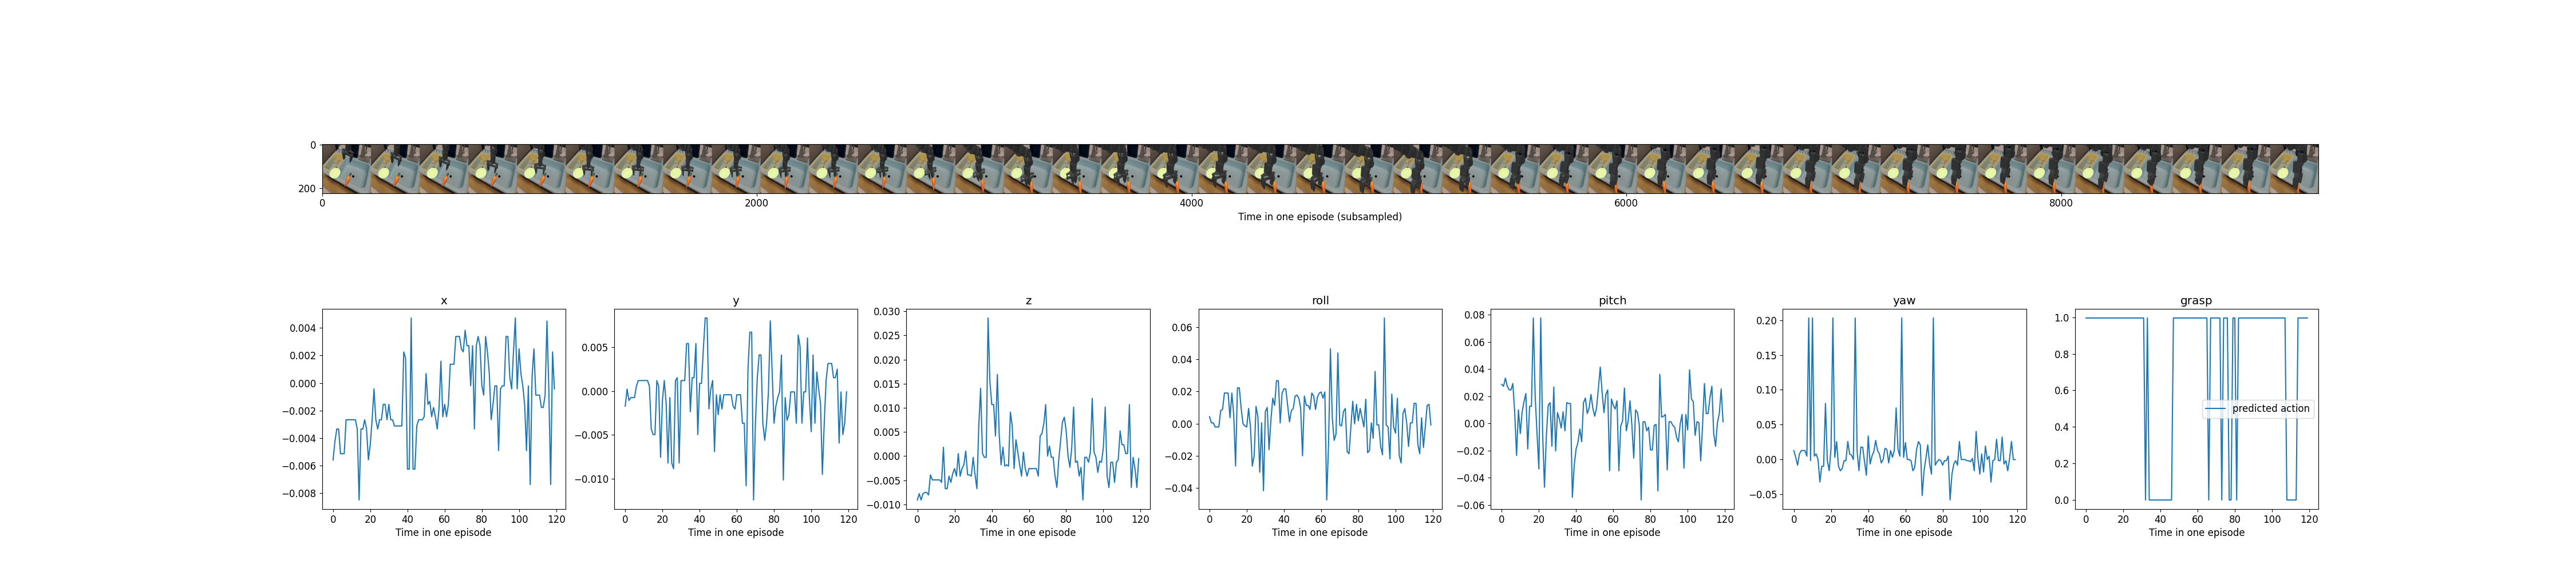 0
200
0 2000 4000 6000 8000
Time in one episode (subsampled)
x
0.004
0.002
0.000
−0.002
−0.004
−0.006
−0.008
0 20 40 60 80 100 120
Time in one episode
y
0.005
0.000
−0.005
−0.010
0 20 40 60 80 100 120
Time in one episode
z
0.030
0.025
0.020
0.015
0.010
0.005
0.000
−0.005
−0.010
0 20 40 60 80 100 120
Time in one episode
roll
0.06
0.04
0.02
0.00
−0.02
−0.04
0 20 40 60 80 100 120
Time in one episode
pitch
0.08
0.06
0.04
0.02
0.00
−0.02
−0.04
−0.06
0 20 40 60 80 100 120
Time in one episode
yaw
0.20
0.15
0.10
0.05
0.00
−0.05
0 20 40 60 80 100 120
Time in one episode
grasp
1.0
0.8
0.6
0.4
0.2
0.0
predicted action
0 20 40 60 80 100 120
Time in one episode